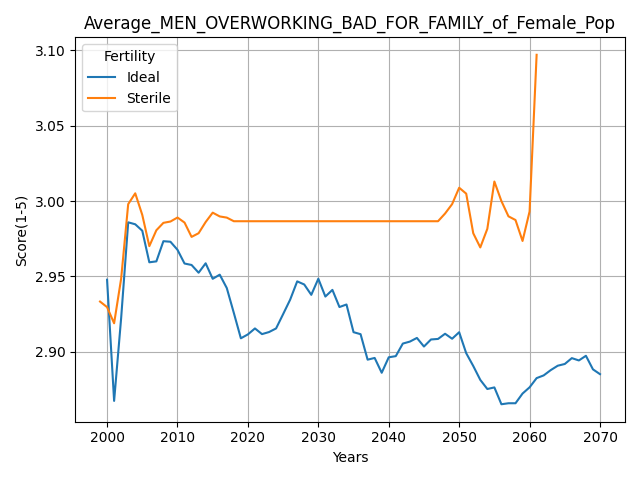 Average_MEN_OVERWORKING_BAD_FOR_FAMILY_of_Female_Pop
Fertility
Ideal
Sterile
Score(1-5)
3.10
3.05
3.00
2.95
2.90
2000 2010 2020 2030 2040 2050 2060 2070
Years